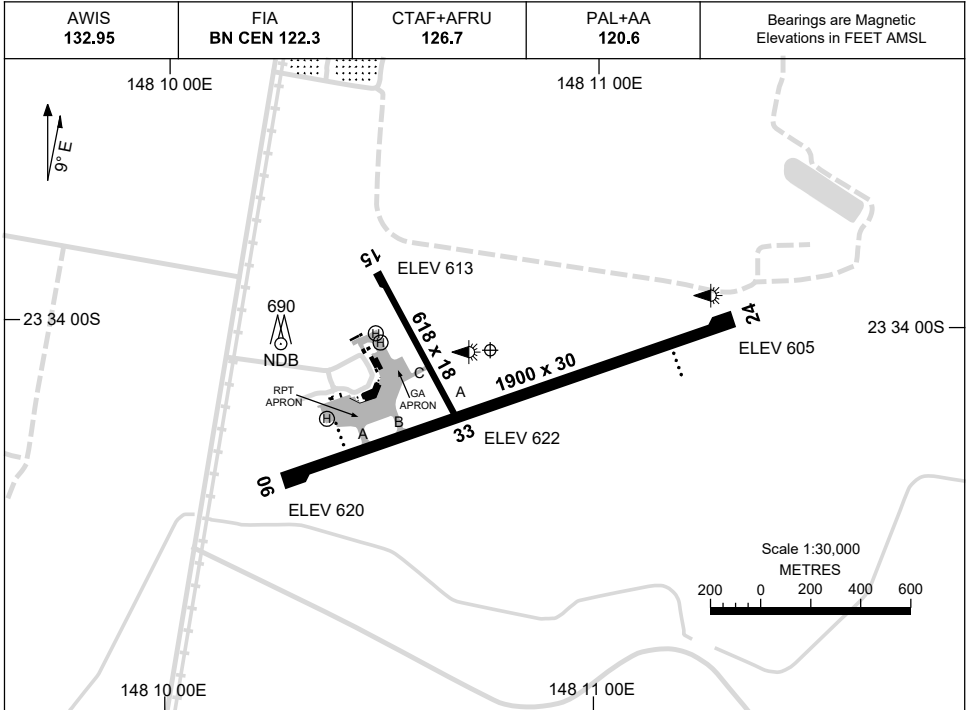 AWIS
132.95
FIA
BN CEN 122.3
CTAF+AFRU
126.7
PAL+AA
120.6
Bearings are Magnetic
Elevations in FEET AMSL
148 10 00E
148 11 00E
9° E
15
ELEV 613
690
NDB
23 34 00S
618 x 18
24
23 34 00S
ELEV 605
H
H
C
GA
APRON
A
1900 x 30
RPT
APRON
H
A
B
33
ELEV 622
06
ELEV 620
Scale 1:30,000
METRES
200 0 200 400 600
148 10 00E
148 11 00E